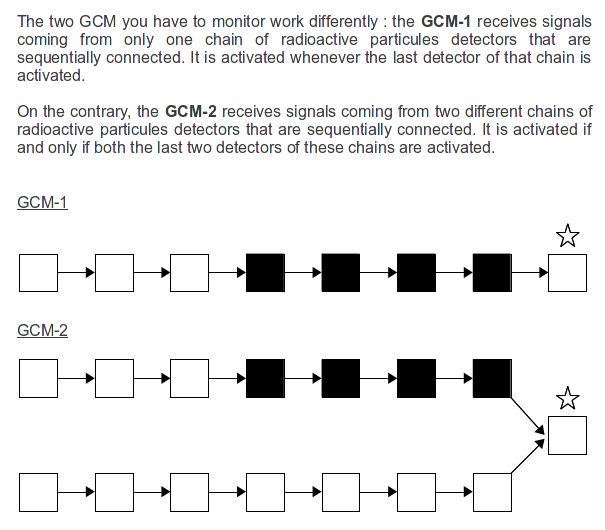 The two GCM you have to monitor work differently : the GCM-1 receives signals
coming from only one chain of radioactive particules detectors that are
sequentially connected. It is activated whenever the last detector of that chain is
activated.
On the contrary, the GCM-2 receives signals coming from two different chains of
radioactive particules detectors that are sequentially connected. It is activated if
and only if both the last two detectors of these chains are activated.
GCM-1
GCM-2